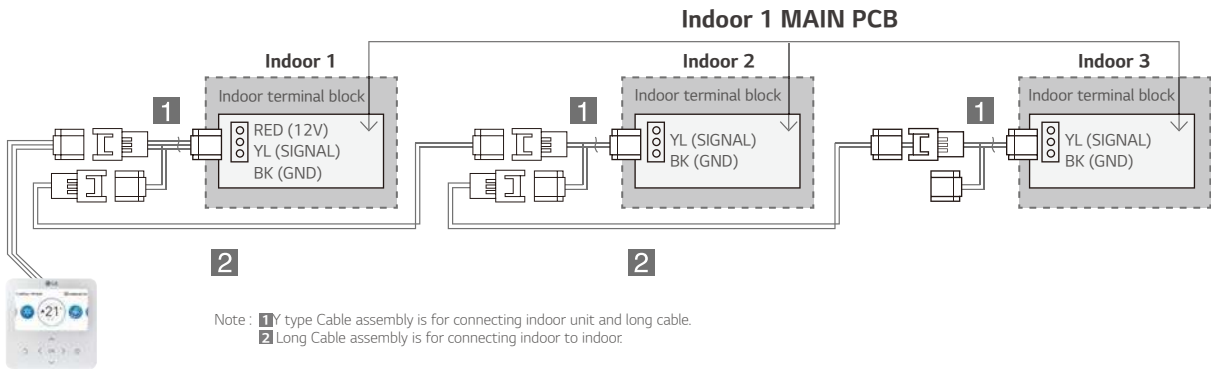 Indoor 1 MAIN PCB
Indoor 1
Indoor 2
Indoor 3
Indoor terminal block
Indoor terminal block
Indoor terminal block
1
1
1
RED (12V)
YL (SIGNAL)
BK (GND)
YL (SIGNAL)
BK (GND)
YL (SIGNAL)
BK (GND)
2
2
LG
21°
OK
Note : 1 Y type Cable assembly is for connecting indoor unit and long cable.
2 Long Cable assembly is for connecting indoor to indoor.